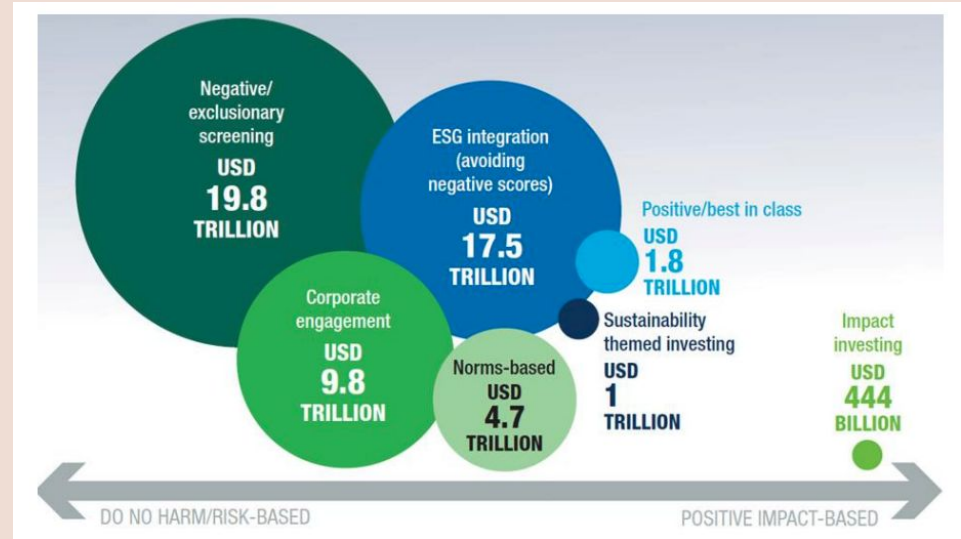 Negative/
exclusionary
screening
USD
19.8
TRILLION
ESG integration
(avoiding
negative scores)
USD
17.5
TRILLION
Positive/best in class
USD
1.8
TRILLION
Corporate
engagement
USD
9.8
TRILLION
Norms-based
USD
4.7
TRILLION
Sustainability
themed investing
USD
1
TRILLION
Impact
investing
USD
444
BILLION
DO NO HARM/RISK-BASED
POSITIVE IMPACT-BASED